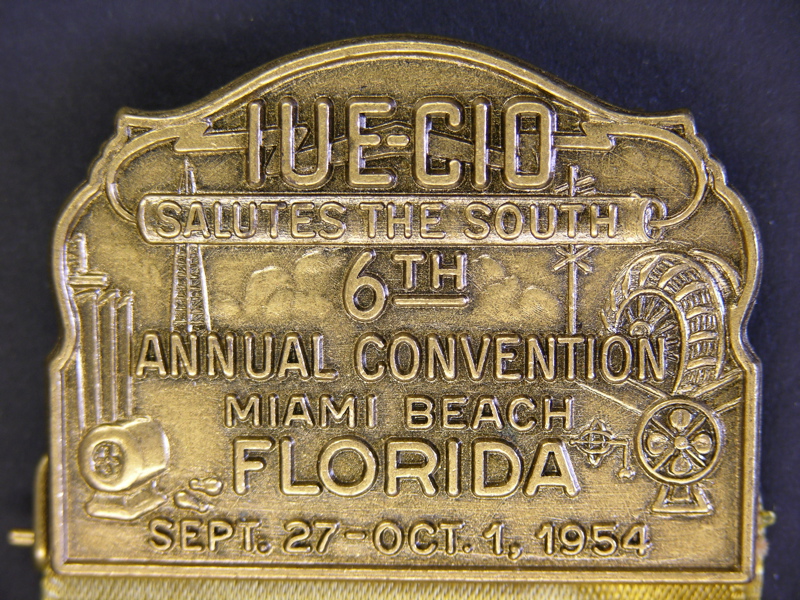 IUE-CIO
SALUTES THE SOUTH
6TH
ANNUAL CONVENTION
MIAMI BEACH
FLORIDA
SEPT. 27-OCT. 1, 1954